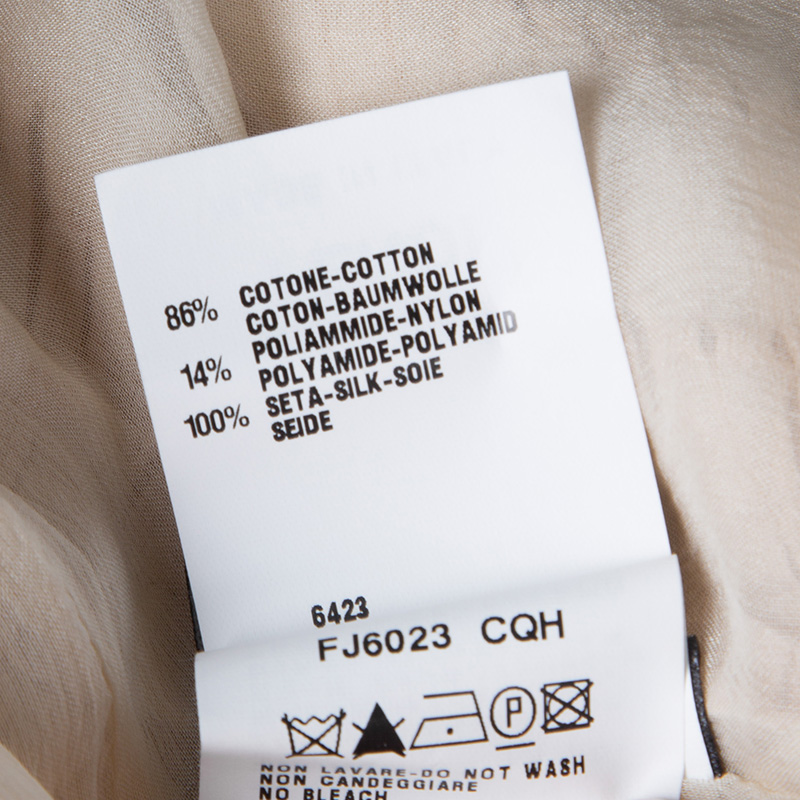 86% COTONE-COTTON
COTON-BAUMWOLLE
14% POLIAMMIDE-NYLON
POLYAMIDE-POLYAMID
100% SETA-SILK-SOIE
SEIDE
6423
FJ6023 CQH
P
NON LAVARE-DO NOT WASH
NON CANDEGGIARE
NO BLEACH